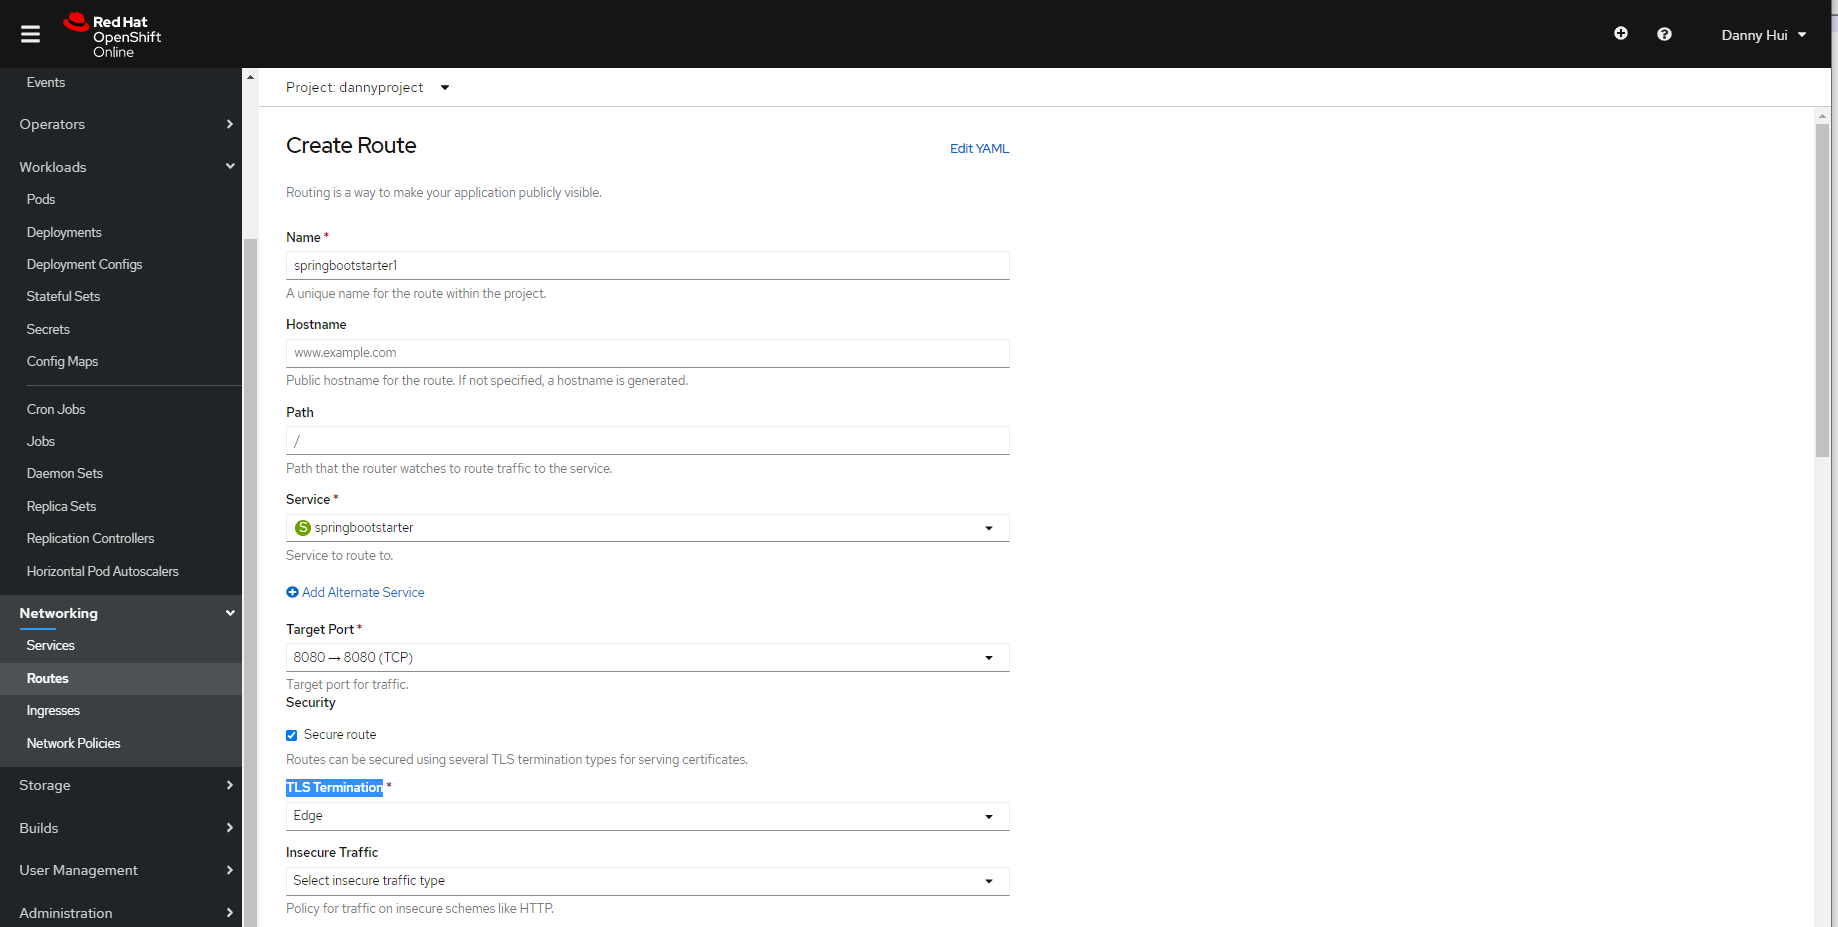 Red Hat
OpenShift
Online
Danny Hui
Events
Operators
Workloads
Pods
Deployments
Deployment Configs
Stateful Sets
Secrets
Config Maps
Cron Jobs
Jobs
Daemon Sets
Replica Sets
Replication Controllers
Horizontal Pod Autoscalers
Networking
Services
Routes
Ingresses
Network Policies
Storage
Builds
User Management
Administration
Project: dannyproject
Create Route
Edit YAML
Routing is a way to make your application publicly visible.
Name *
springbootstarter1
A unique name for the route within the project.
Hostname
www.example.com
Public hostname for the route. If not specified, a hostname is generated.
Path
/
Path that the router watches to route traffic to the service.
Service *
S springbootstarter
Service to route to.
Add Alternate Service
Target Port *
8080 → 8080 (TCP)
Target port for traffic.
Security
Secure route
Routes can be secured using several TLS termination types for serving certificates.
TLS Termination *
Edge
Insecure Traffic
Select insecure traffic type
Policy for traffic on insecure schemes like HTTP.